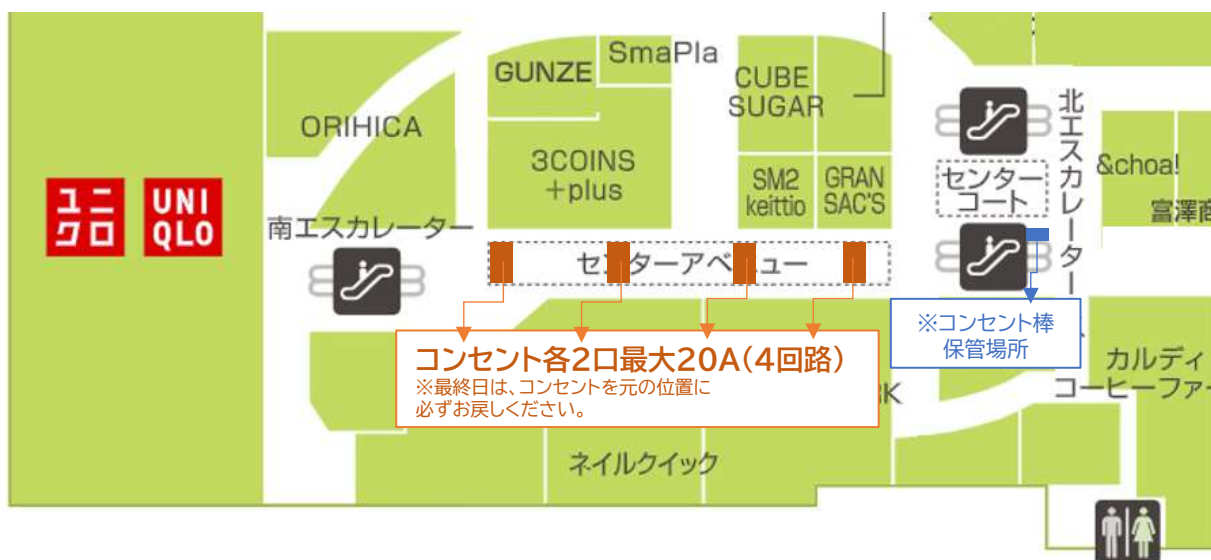 SmaPla
GUNZE
CUBE
SUGAR
ORIHICA
3COINS
+plus
SM2
keittio
GRAN
SAC'S
北エスカレーター
センター
コート
&choa!
富澤商
ユニ
クロ
UNI
QLO
南エスカレーター
センターアベニュー
※コンセント棒
保管場所
コンセント各2口最大20A(4回路)
※最終日は、コンセントを元の位置に
必ずお戻しください。
RK
カルディ
コーヒーファー
ネイルクイック